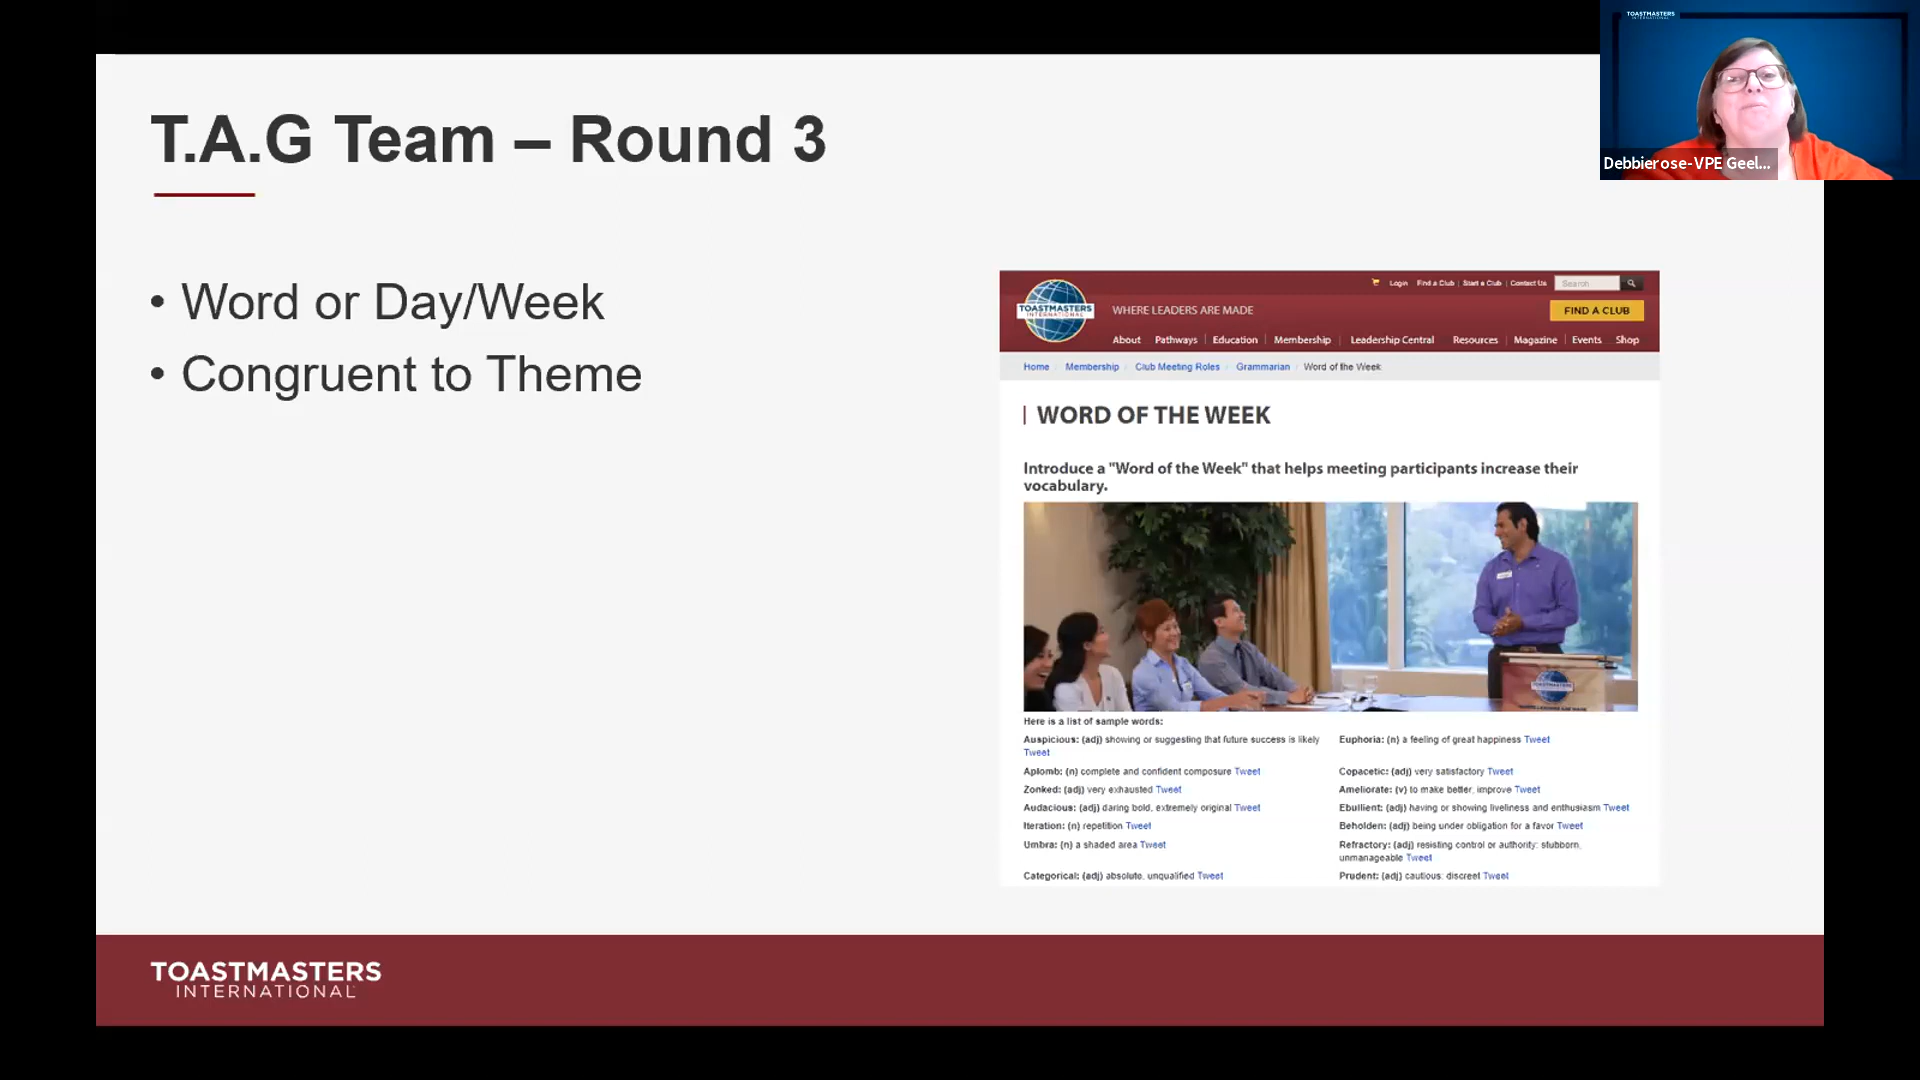 TOASTMASTERS
INTERNATIONAL
Debbierose-VPE Geel...
T.A.G Team – Round 3
• Word or Day/Week
• Congruent to Theme
Login | Find a Club | Start a Club | Contact Us
Search
TOASTMASTERS
INTERNATIONAL
WHERE LEADERS ARE MADE
FIND A CLUB
About Pathways | Education | Membership | Leadership Central Resources | Magazine | Events | Shop
Home / Membership / Club Meeting Roles / Grammarian / Word of the Week
WORD OF THE WEEK
Introduce a "Word of the Week" that helps meeting participants increase their
vocabulary.
Here is a list of sample words:
Auspicious: (adj) showing or suggesting that future success is likely
Tweet
Aplomb: (n) complete and confident composure Tweet
Zonked: (adj) very exhausted Tweet
Audacious: (adj) daring bold, extremely original Tweet
Iteration: (n) repetition Tweet
Umbra: (n) a shaded area Tweet
Categorical: (adj) absolute, unqualified Tweet
Euphoria: (n) a feeling of great happiness Tweet
Copacetic: (adj) very satisfactory Tweet
Ameliorate: (v) to make better, improve Tweet
Ebullient: (adj) having or showing liveliness and enthusiasm Tweet
Beholden: (adj) being under obligation for a favor Tweet
Refractory: (adj) resisting control or authority: stubborn,
unmanageable Tweet
Prudent: (adj) cautious: discreet Tweet
TOASTMASTERS
INTERNATIONAL